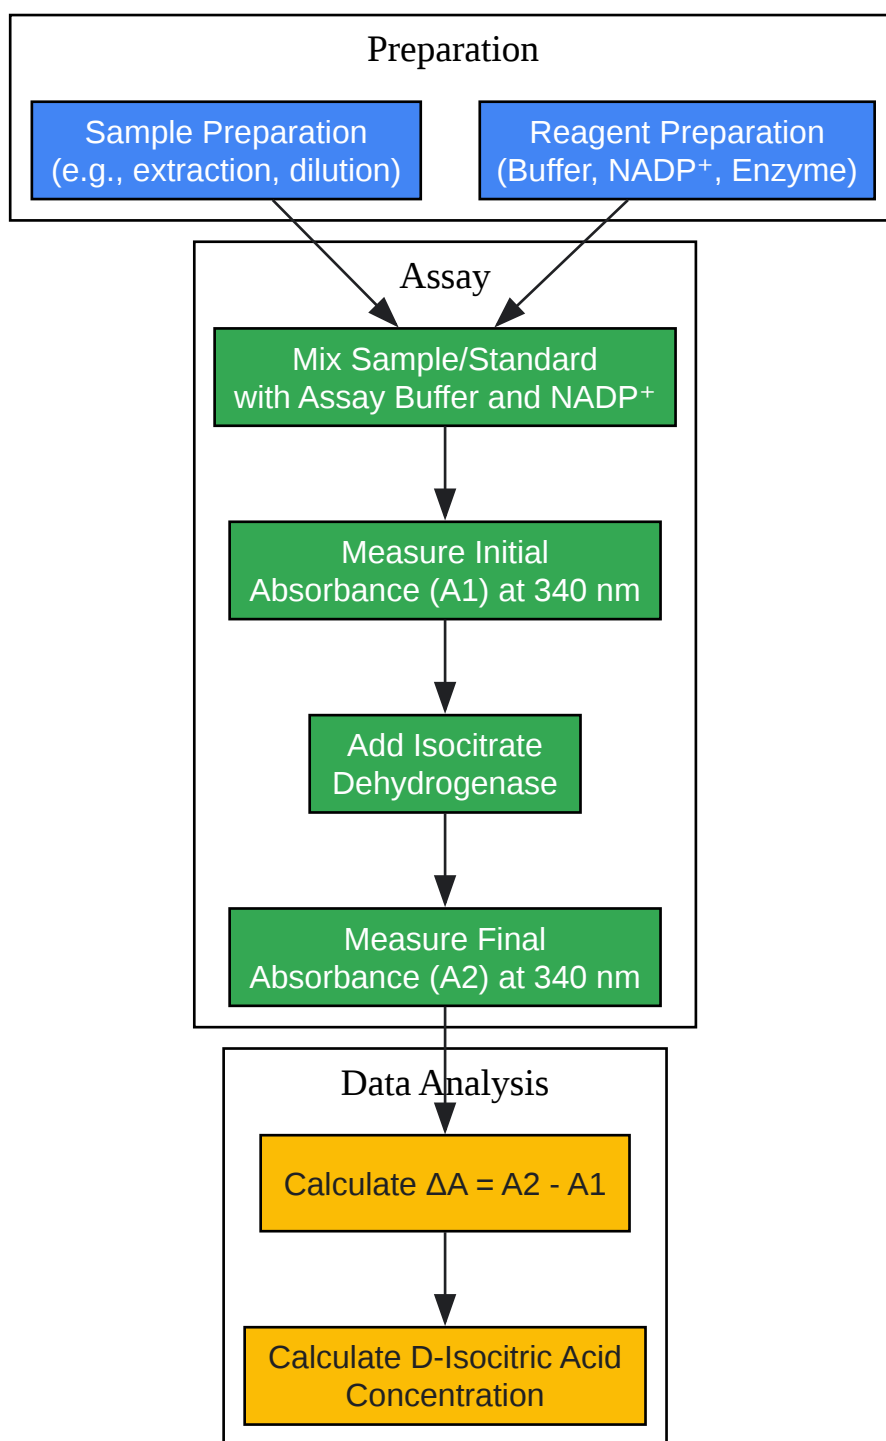 Preparation
Sample Preparation
(e.g., extraction, dilution)
Reagent Preparation
(Buffer, NADP⁺, Enzyme)
Assay
Mix Sample/Standard
with Assay Buffer and NADP⁺
Measure Initial
Absorbance (A1) at 340 nm
Add Isocitrate
Dehydrogenase
Measure Final
Absorbance (A2) at 340 nm
Data Analysis
Calculate ΔA = A2 - A1
Calculate D-Isocitric Acid
Concentration